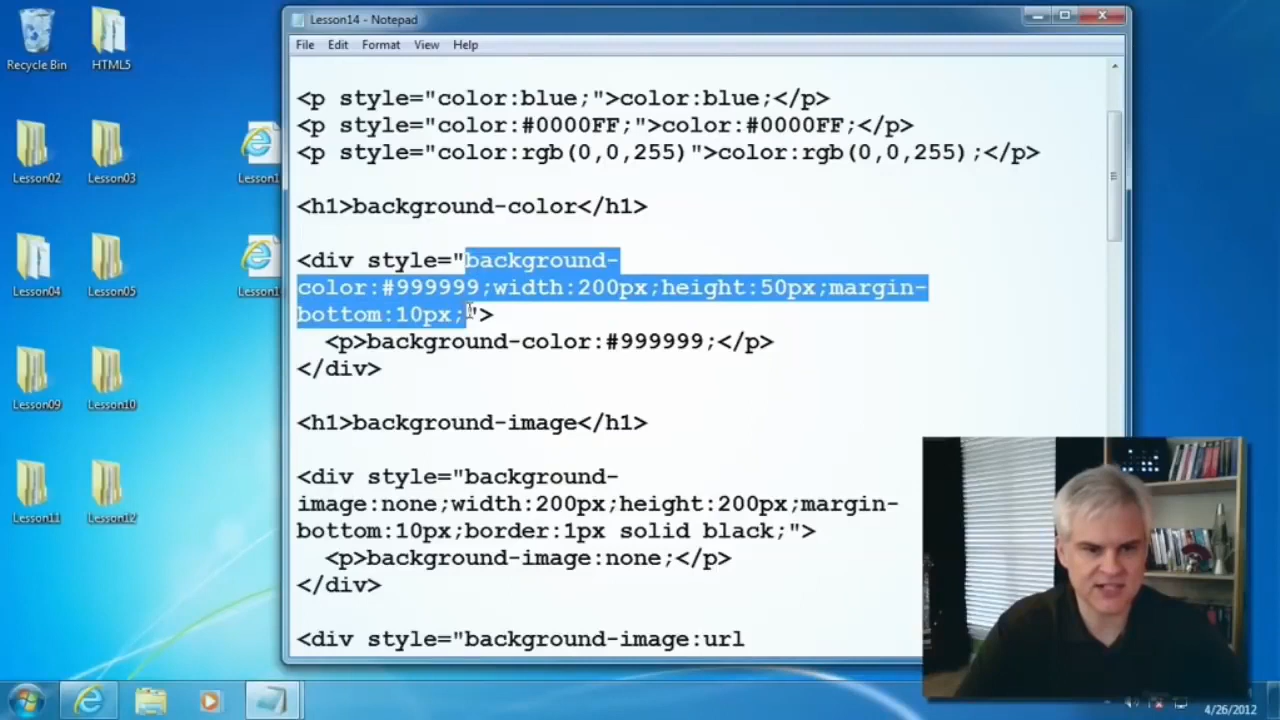 Lesson14 - Notepad
File Edit Format View Help
Recycle Bin
HTML5
Lesson02
Lesson03
Lesson1
Lesson04
Lesson05
Lesson1
Lesson09
Lesson10
Lesson11
Lesson12
<p style="color:blue;">color:blue;</p>
<p style="color:#0000FF;">color:#0000FF;</p>
<p style="color:rgb(0,0,255)">color:rgb(0,0,255);</p>
<h1>background-color</h1>
<div style="background-
color:#999999;width:200px;height:50px;margin-
bottom:10px;">
<p>background-color:#999999;</p>
</div>
<h1>background-image</h1>
<div style="background-
image:none;width:200px;height:200px;margin-
bottom:10px;border:1px solid black;">
<p>background-image:none;</p>
</div>
<div style="background-image:url
4/26/2012